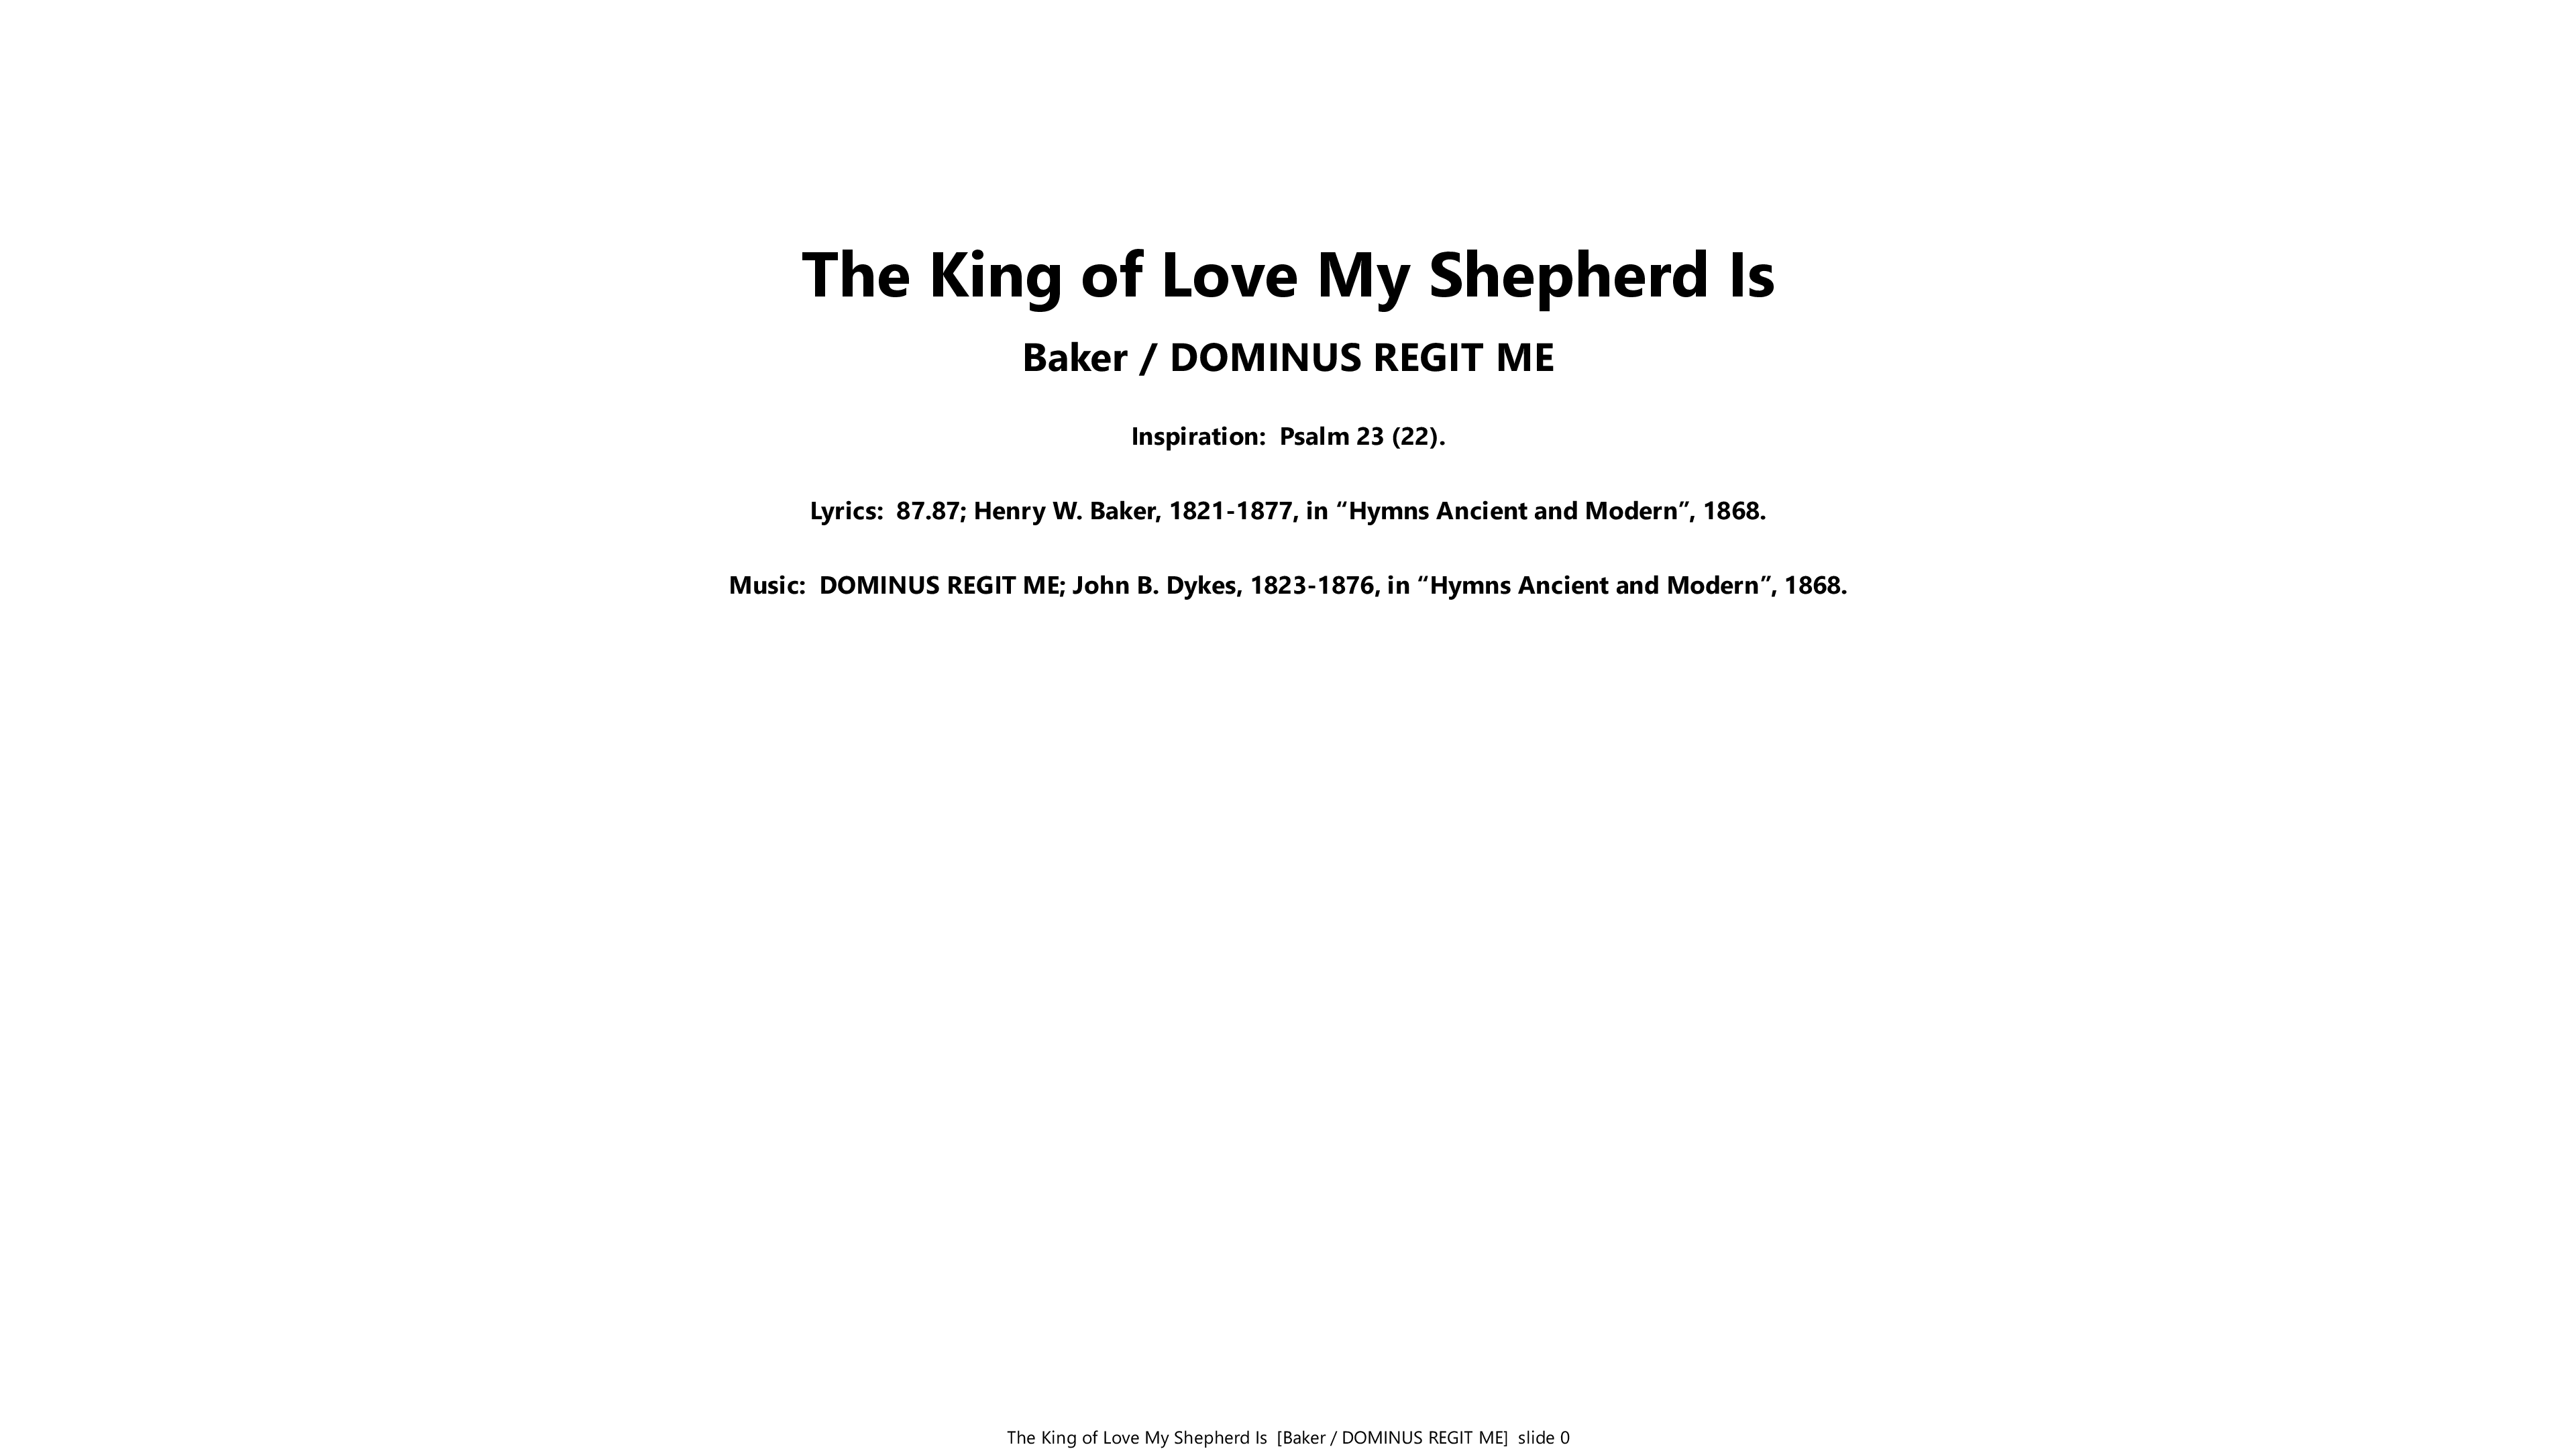 The King of Love My Shepherd Is
Baker / DOMINUS REGIT ME
Inspiration:  Psalm 23 (22).
Lyrics:  87.87; Henry W. Baker, 1821-1877, in “Hymns Ancient and Modern”, 1868.
Music:  DOMINUS REGIT ME; John B. Dykes, 1823-1876, in “Hymns Ancient and Modern”, 1868.
The King of Love My Shepherd Is  [Baker / DOMINUS REGIT ME]  slide 0